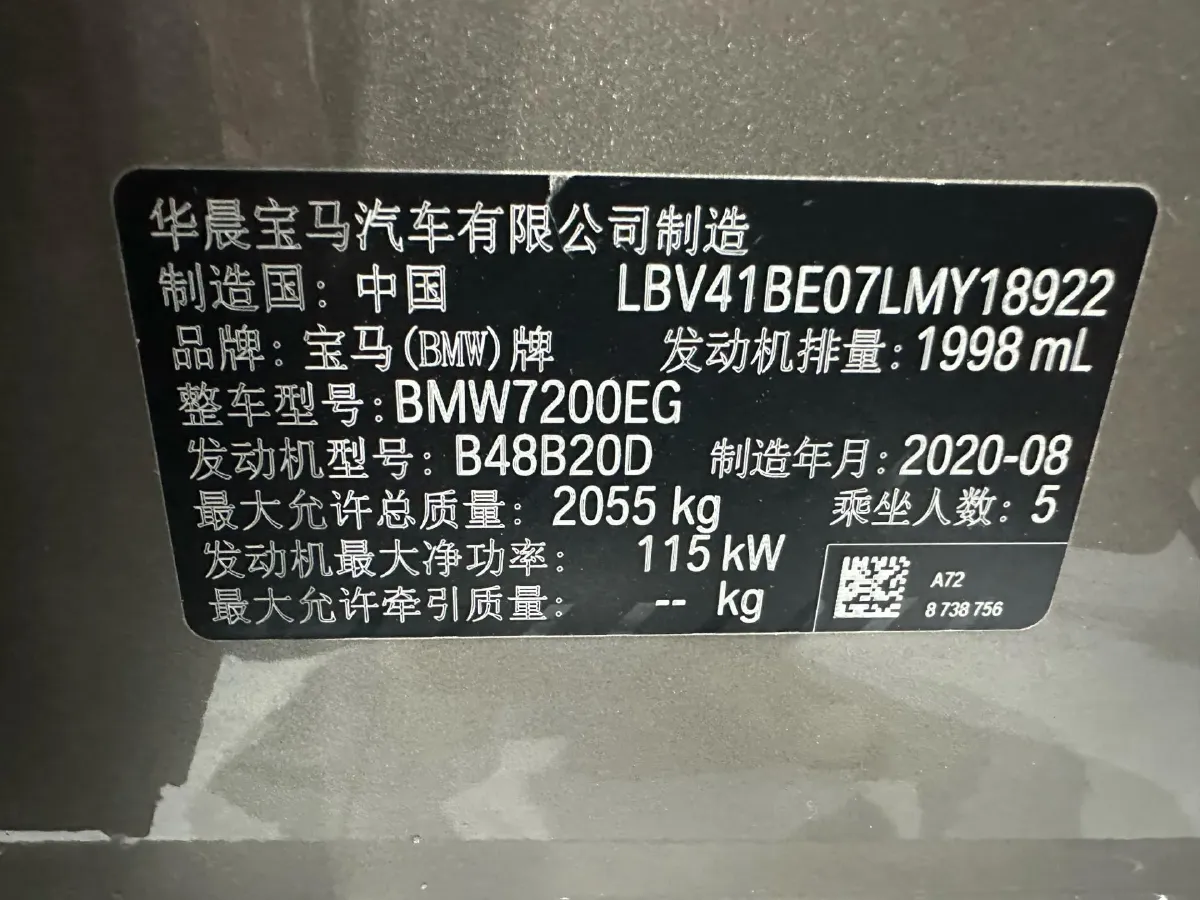 华晨宝马汽车有限公司制造
制造国：中国 LBV41BE07LMY18922
品牌：宝马(BMW)牌 发动机排量：1998 mL
整车型号：BMW7200EG
发动机型号：B48B20D 制造年月：2020-08
最大允许总质量：2055 kg 乘坐人数：5
发动机最大净功率： 115 kW
最大允许牵引质量： -- kg
A72
8 738 756